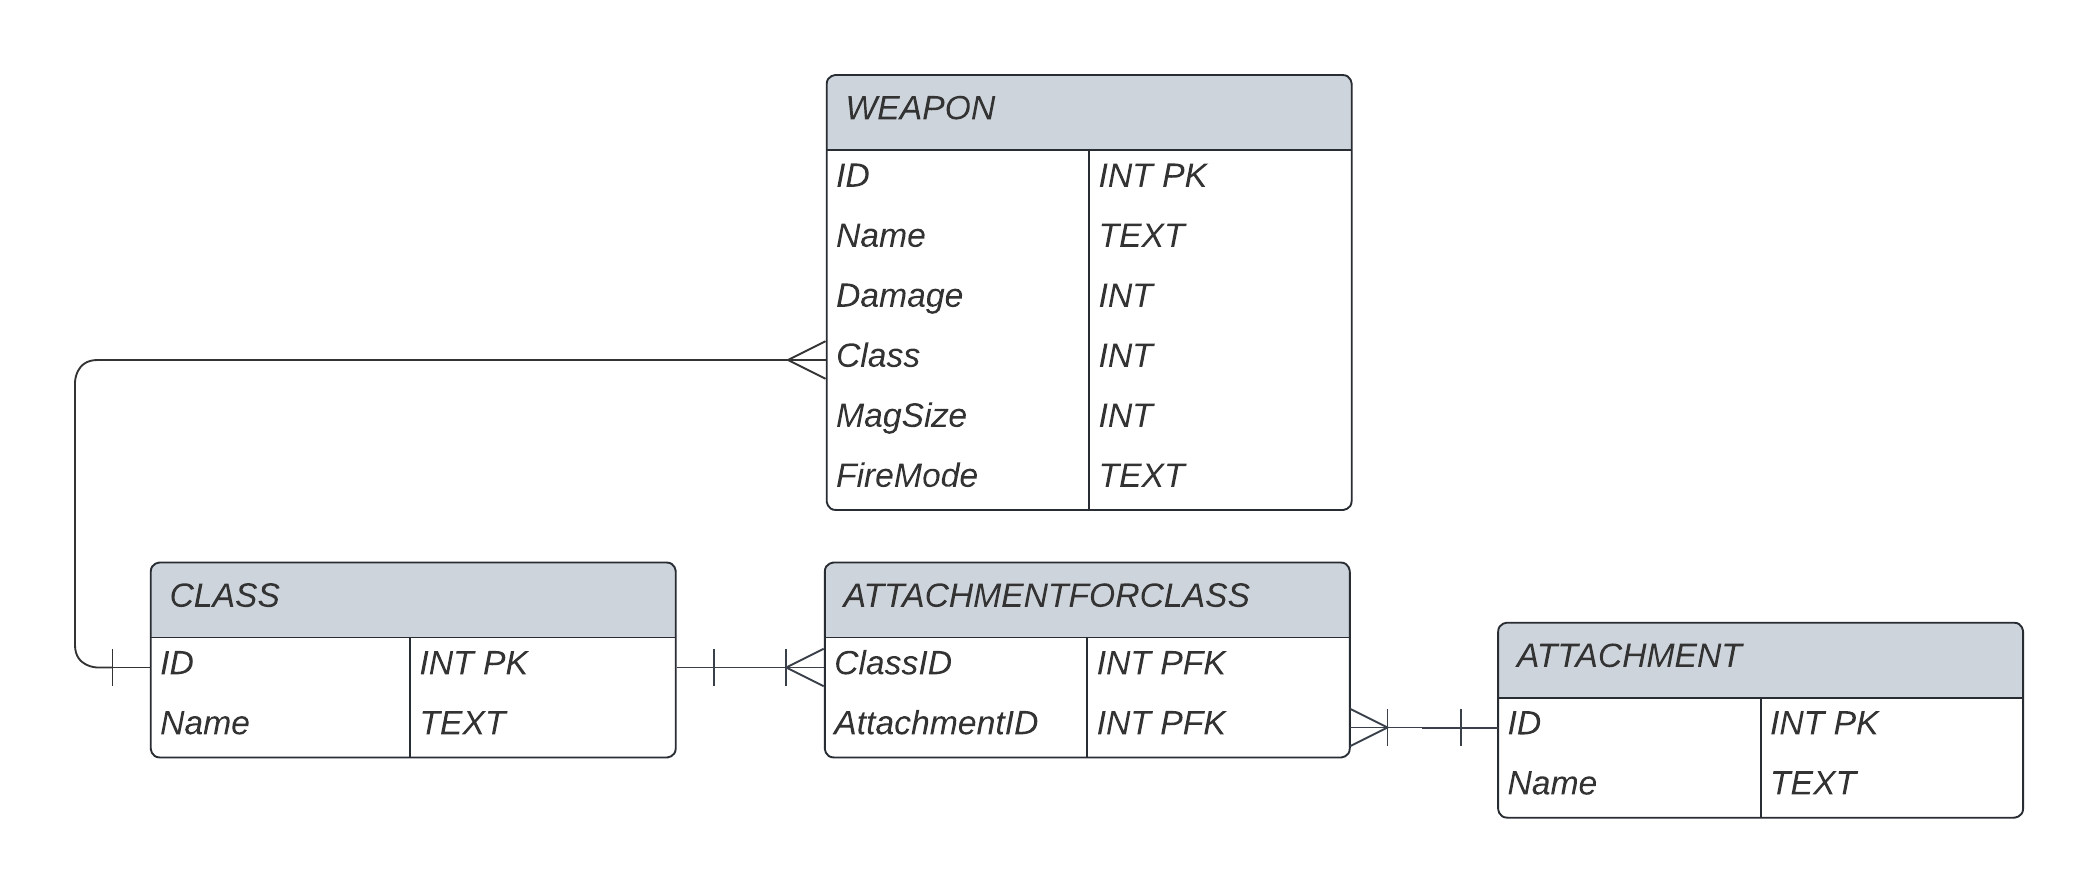 WEAPON
ID INT PK
Name TEXT
Damage INT
Class INT
MagSize INT
FireMode TEXT
CLASS
ID INT PK
Name TEXT
ATTACHMENTFORCLASS
ClassID INT PFK
AttachmentID INT PFK
ATTACHMENT
ID INT PK
Name TEXT